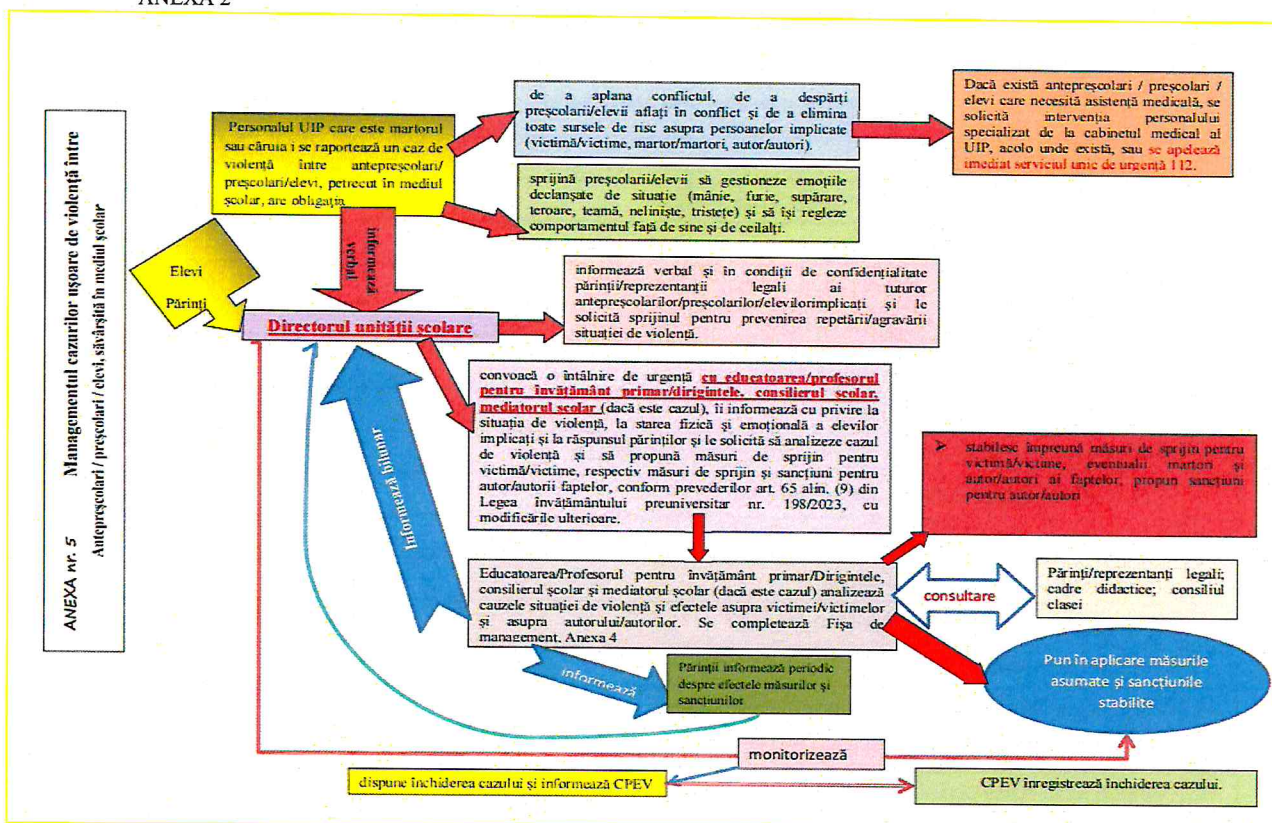 ANEXA 2
ANEXA nr. 5 Managementul cazurilor ușoare de violență între
Antepreșcolari / preșcolari / elevi, săvârșită în mediul școlar
Personalul UIP care este martorul
sau căruia i se raportează un caz de
violență între antepreșcolari/
preșcolari/elevi, petrecut în mediul
școlar, are obligația
de a aplana conflictul, de a despărți
preșcolarii/elevii aflați în conflict și de a elimina
toate sursele de risc asupra persoanelor implicate
(victimă/victime, martor/martori, autor/autori).
Dacă există antepreșcolari / preșcolari /
elevi care necesită asistență medicală, se
solicită intervenția personalului
specializat de la cabinetul medical al
UIP, acolo unde există, sau se apelează
imediat serviciul unic de urgență 112.
sprijină preșcolarii/elevii să gestioneze emoțiile
declanșate de situație (mânie, furie, supărare,
teroare, teamă, neliniște, tristețe) și să își regleze
comportamentul față de sine și de ceilalți.
informează
verbal
Elevi
Părinți
Directorul unității școlare
informează verbal și în condiții de confidențialitate
părinții/reprezentanții legali ai tuturor
antepreșcolarilor/preșcolarilor/elevilorimplicați și le
solicită sprijinul pentru prevenirea repetării/agravării
situației de violență.
convoacă o întâlnire de urgență cu educatoarea/profesorul
pentru învățământ primar/dirigintele, consilierul școlar,
mediatorul școlar (dacă este cazul), îi informează cu privire la
situația de violență, la starea fizică și emoțională a elevilor
implicați și la răspunsul părinților și le solicită să analizeze cazul
de violență și să propună măsuri de sprijin pentru
victimă/victime, respectiv măsuri de sprijin și sancțiuni pentru
autor/autorii faptelor, conform prevederilor art. 65 alin. (9) din
Legea învățământului preuniversitar nr. 198/2023, cu
modificările ulterioare.
Informează bilunar
➤ stabilesc împreună măsuri de sprijin pentru
victimă/victime, eventualii martori și
autor/autori ai faptelor, propun sancțiuni
pentru autor/autori
Educatoarea/Profesorul pentru învățământ primar/Dirigintele,
consilierul școlar și mediatorul școlar (dacă este cazul) analizează
cauzele situației de violență și efectele asupra victimei/victimelor
și asupra autorului/autorilor. Se completează Fișa de
management. Anexa 4
consultare
Părinți/reprezentanți legali;
cadre didactice; consiliul
clasei
informează
Părinții informează periodic
despre efectele măsurilor și
sancțiunilor
Pun în aplicare măsurile
asumate și sancțiunile
stabilite
monitorizează
dispune închiderea cazului și informează CPEV
CPEV înregistrează închiderea cazului.